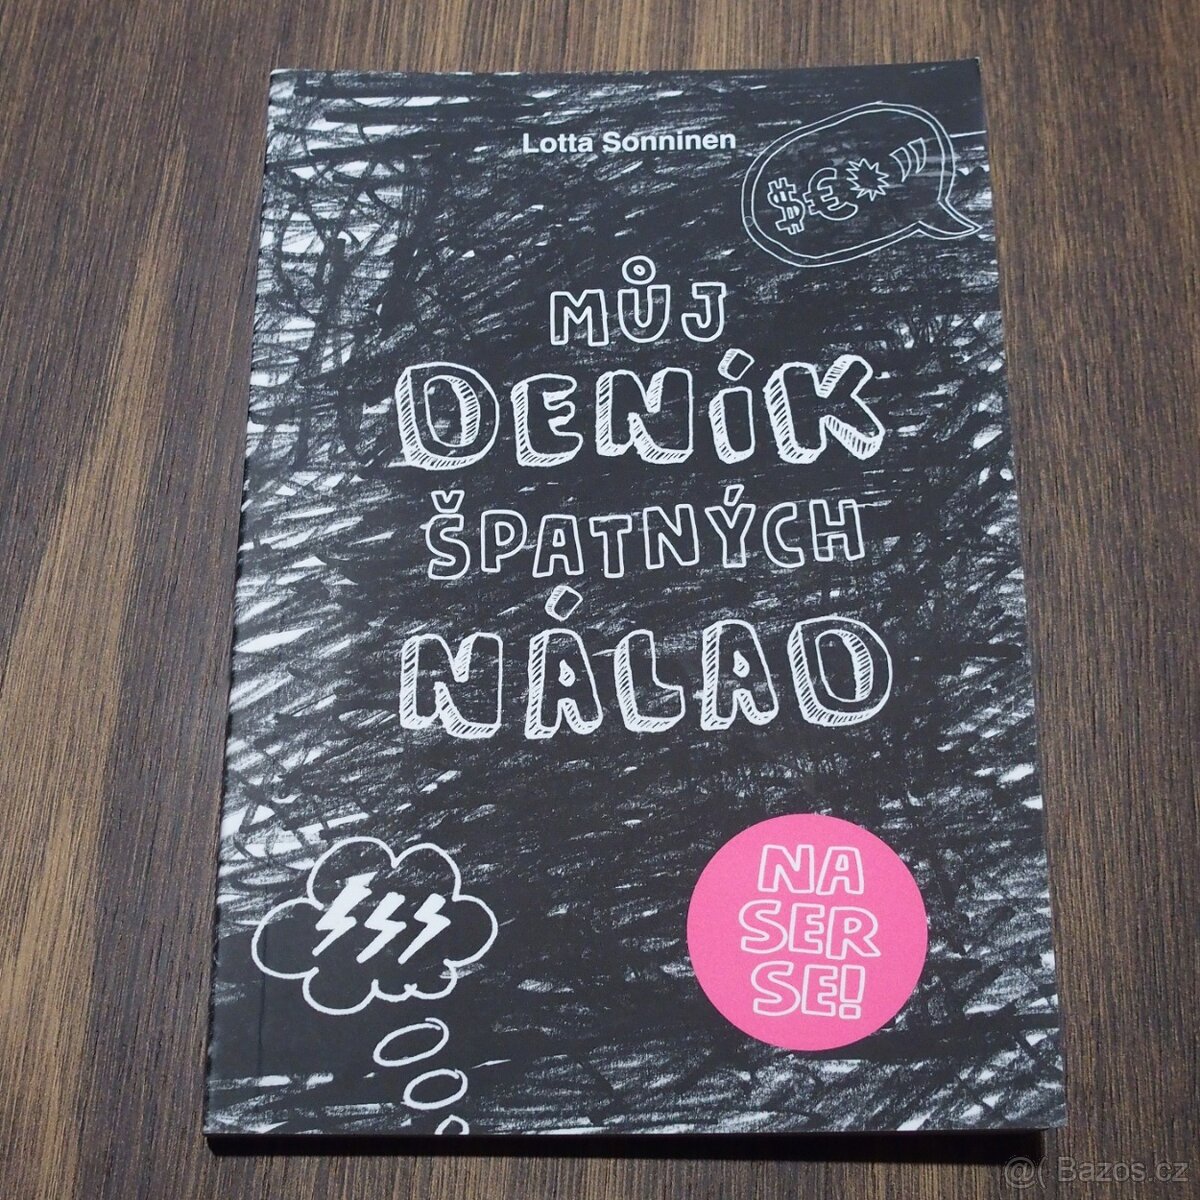 Lotta Sonninen
$€
MŮJ
DENÍK
ŠPATNÝCH
NÁLAD
NA
SER
SE!
@( Bazos.cz